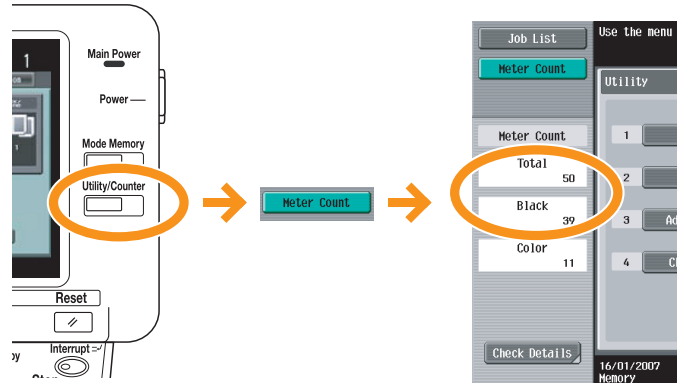 1
Main Power
Power
Mode Memory
Utility/Counter
Reset
Interrupt
Meter Count
Job List
Meter Count
Meter Count
Total
50
Black
39
Color
11
Check Details
Use the menu
Utility
1
2
3 Ad
4 C
16/01/2007
Memory